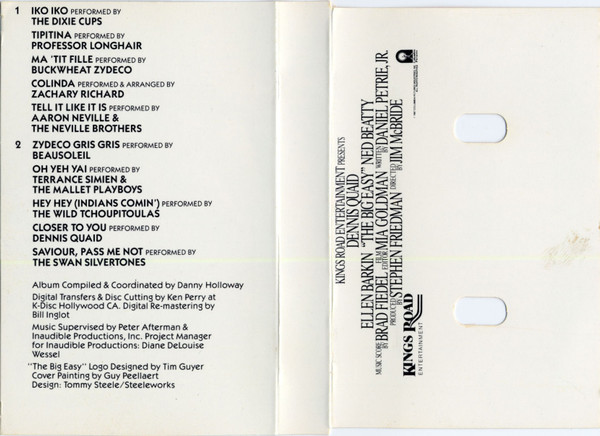 1 IKO IKO PERFORMED BY
THE DIXIE CUPS
TIPITINA PERFORMED BY
PROFESSOR LONGHAIR
MA 'TIT FILLE PERFORMED BY
BUCKWHEAT ZYDECO
COLINDA PERFORMED & ARRANGED BY
ZACHARY RICHARD
TELL IT LIKE IT IS PERFORMED BY
AARON NEVILLE &
THE NEVILLE BROTHERS
2 ZYDECO GRIS GRIS PERFORMED BY
BEAUSOLEIL
OH YEH YAI PERFORMED BY
TERRANCE SIMIEN &
THE MALLET PLAYBOYS
HEY HEY (INDIANS COMIN') PERFORMED BY
THE WILD TCHOUPITOULAS
CLOSER TO YOU PERFORMED BY
DENNIS QUAID
SAVIOUR, PASS ME NOT PERFORMED BY
THE SWAN SILVERTONES
Album Compiled & Coordinated by Danny Holloway
Digital Transfers & Disc Cutting by Ken Perry at
K-Disc Hollywood CA. Digital Re-mastering by
Bill Inglot
Music Supervised by Peter Afterman &
Inaudible Productions, Inc. Project Manager
for Inaudible Productions: Diane DeLouise
Wessel
"The Big Easy" Logo Designed by Tim Guyer
Cover Painting by Guy Peellaert
Design: Tommy Steele/Steeleworks
KINGS ROAD ENTERTAINMENT PRESENTS
DENNIS QUAID
ELLEN BARKIN "THE BIG EASY" NED BEATTY
MUSIC SCORE BY BRAD FIEDEL FILM EDITOR MIA GOLDMAN WRITTEN BY DANIEL PETRIE, JR.
PRODUCED BY STEPHEN FRIEDMAN DIRECTED BY JIM McBRIDE
KINGS ROAD
ENTERTAINMENT